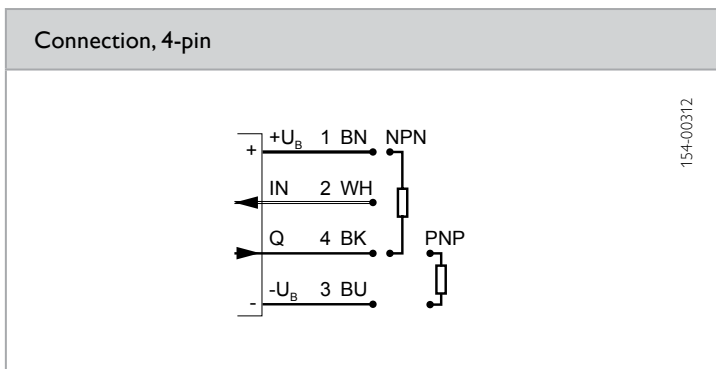 Connection, 4-pin
154-00312
+U_B 1 BN NPN
+
IN 2 WH
Q 4 BK PNP
-U_B 3 BU
-